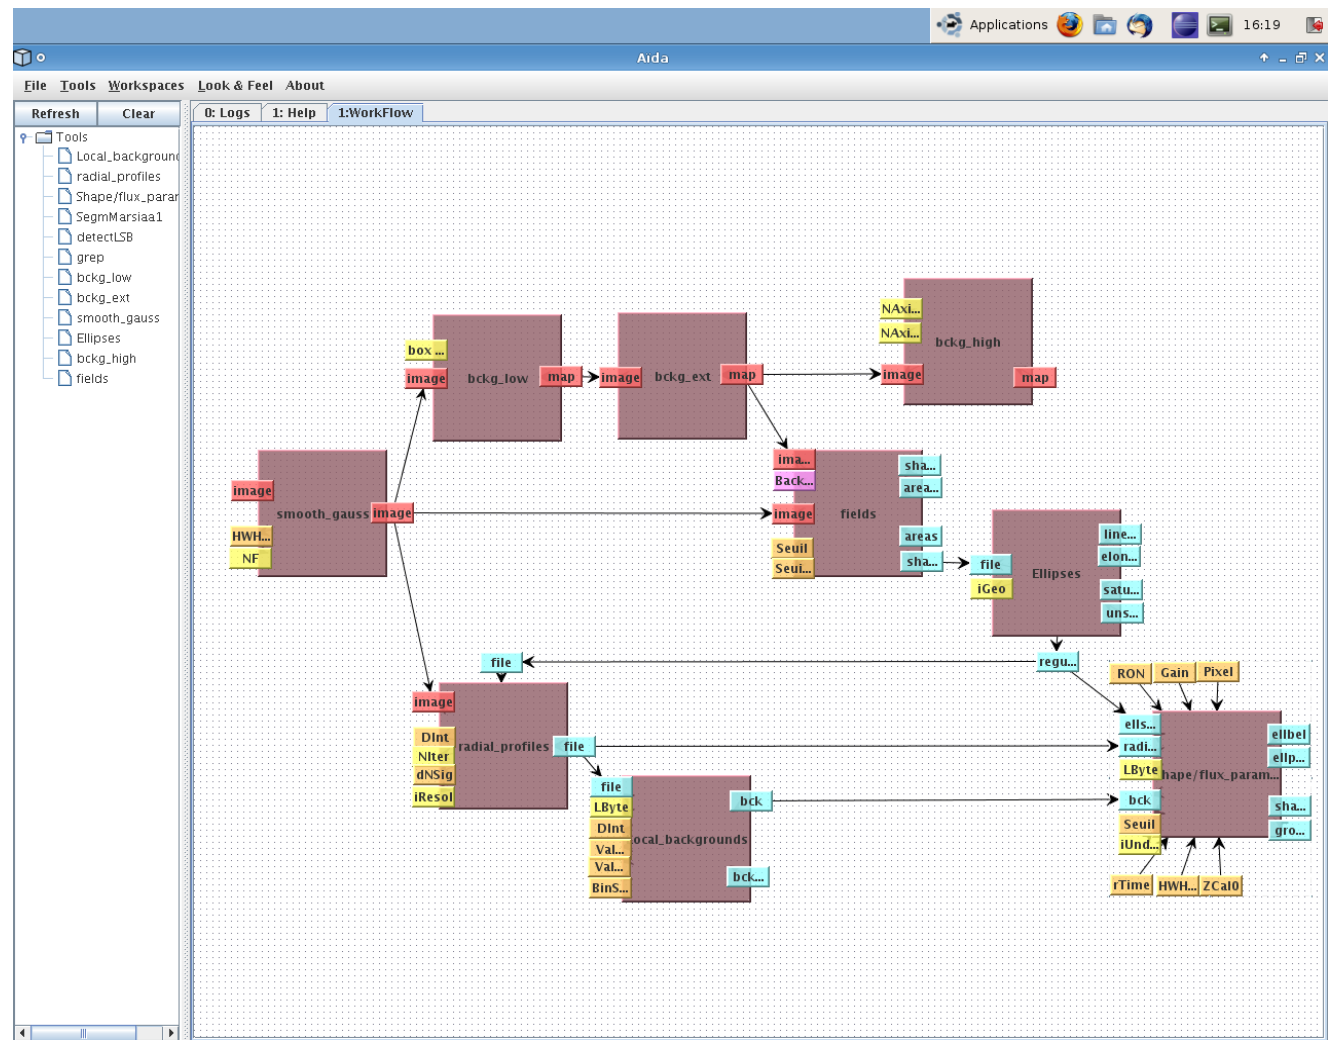 Applications 16:19
Aida
File Tools Workspaces Look & Feel About
Refresh Clear
0: Logs 1: Help 1:WorkFlow
Tools
Local_background
radial_profiles
Shape/flux_parar
SegmMarsiaa1
detectLSB
grep
bckg_low
bckg_ext
smooth_gauss
Ellipses
bckg_high
fields
NAxi...
NAxi...
bckg_high
image
map
box ...
image
bckg_low
map
image
bckg_ext
map
image
smooth_gauss
image
HWH...
NF
ima...
Back...
image
fields
Seuil
Seui...
sha...
area...
areas
sha...
file
iGeo
Ellipses
line...
elon...
satu...
uns...
regu...
file
image
DInt
NIter
dNSig
iResol
radial_profiles
file
file
LByte
DInt
Val...
Val...
BinS...
ocal_backgrounds
bck
bck...
RON Gain Pixel
ells...
radi...
LByte
bck
Seuil
iUnd...
hape/flux_param...
ellbel
ellp...
sha...
gro...
rTime HWH... ZCal0